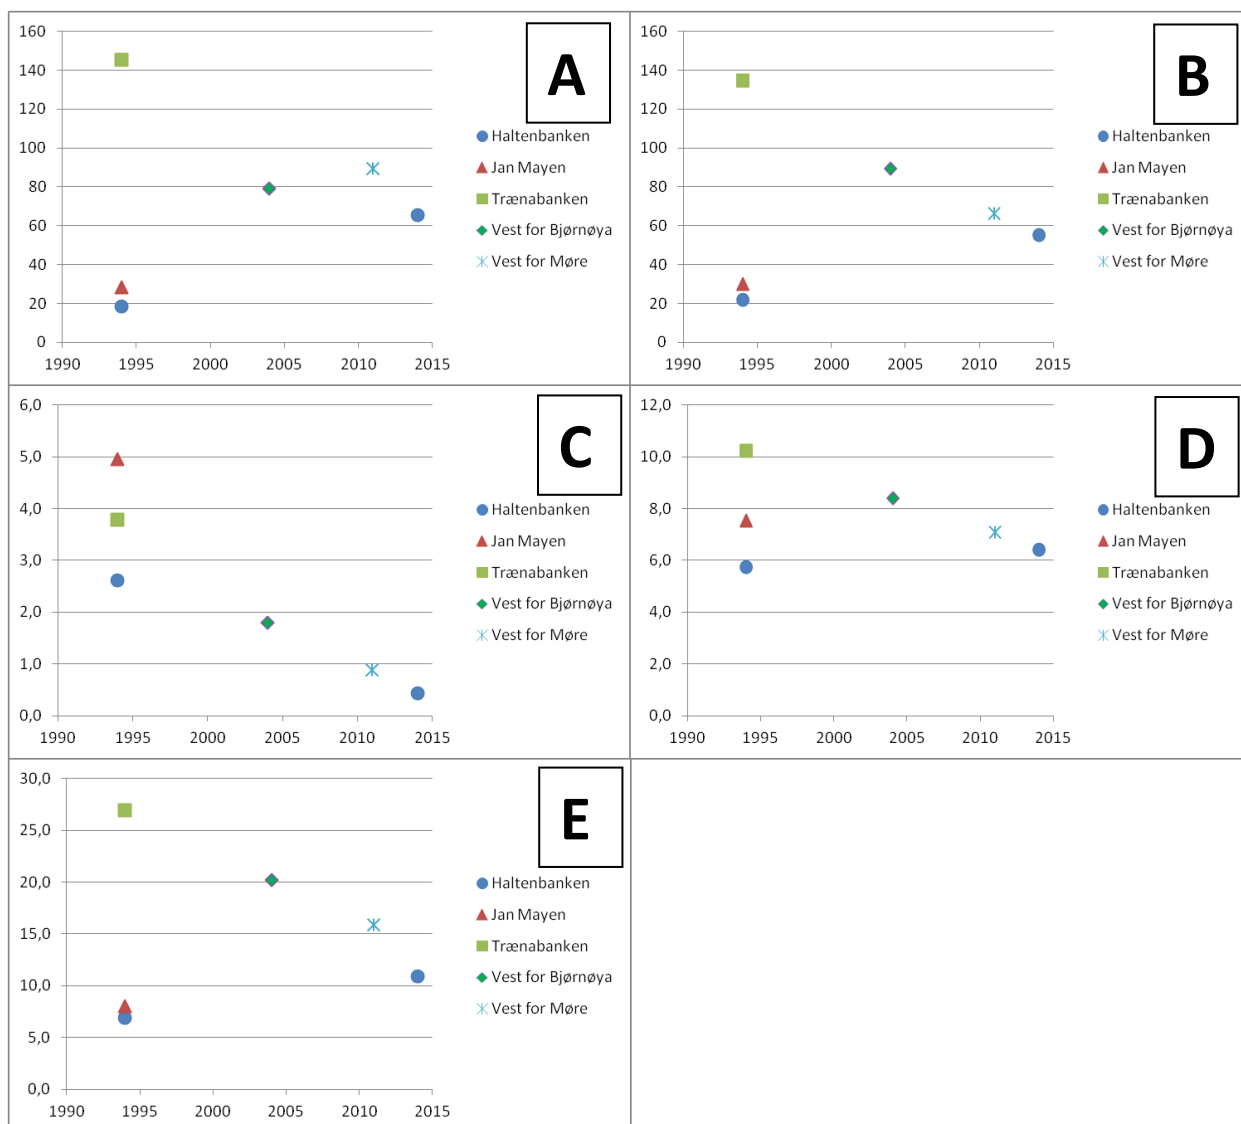 A
160
140
120
100
80
60
40
20
0
1990 1995 2000 2005 2010 2015
Haltenbanken
Jan Mayen
Trænabanken
Vest for Bjørnøya
Vest for Møre
B
160
140
120
100
80
60
40
20
0
1990 1995 2000 2005 2010 2015
Haltenbanken
Jan Mayen
Trænabanken
Vest for Bjørnøya
Vest for Møre
C
6,0
5,0
4,0
3,0
2,0
1,0
0,0
1990 1995 2000 2005 2010 2015
Haltenbanken
Jan Mayen
Trænabanken
Vest for Bjørnøya
Vest for Møre
D
12,0
10,0
8,0
6,0
4,0
2,0
0,0
1990 1995 2000 2005 2010 2015
Haltenbanken
Jan Mayen
Trænabanken
Vest for Bjørnøya
Vest for Møre
E
30,0
25,0
20,0
15,0
10,0
5,0
0,0
1990 1995 2000 2005 2010 2015
Haltenbanken
Jan Mayen
Trænabanken
Vest for Bjørnøya
Vest for Møre